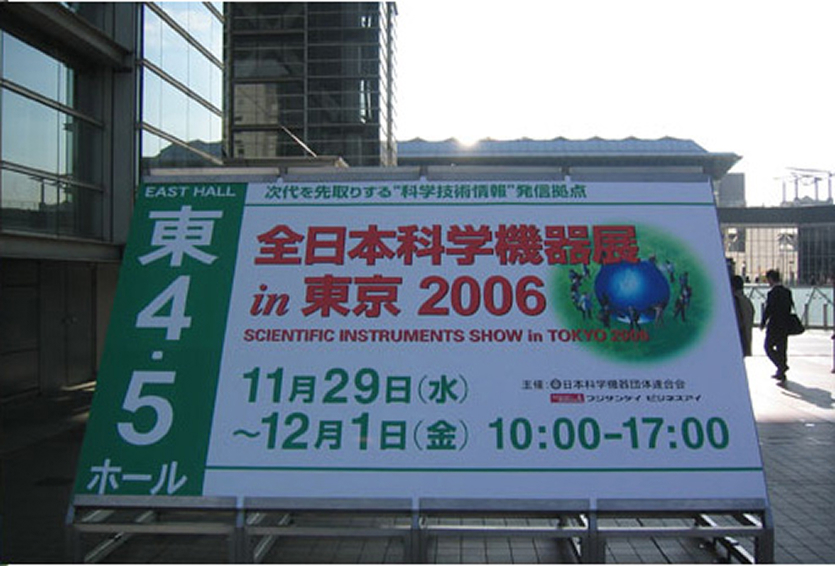 EAST HALL
東
4・5
ホール
次代を先取りする"科学技術情報"発信拠点
全日本科学機器展
in 東京 2006
SCIENTIFIC INSTRUMENTS SHOW in TOKYO 2006
11月29日(水)
～12月1日(金) 10:00-17:00
主催:日本科学機器団体連合会
フジサンケイ ビジネスアイ